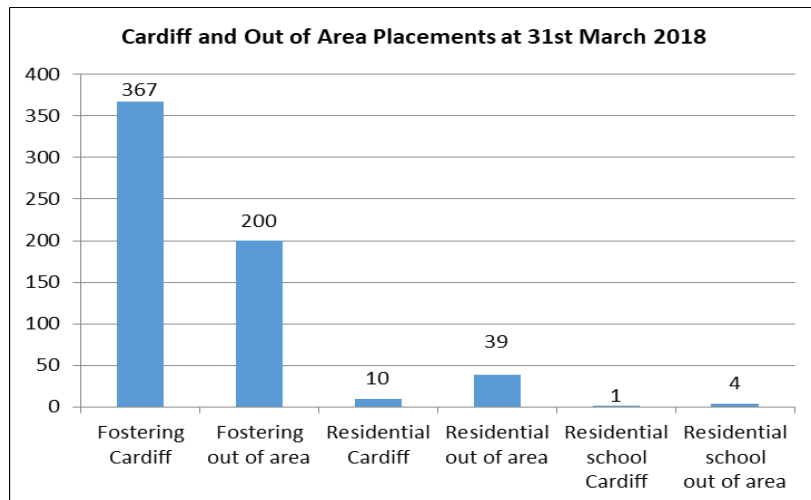 Cardiff and Out of Area Placements at 31st March 2018
400
350
300
250
200
150
100
50
0
367
200
10
39
1
4
Fostering
Cardiff
Fostering
out of area
Residential
Cardiff
Residential
out of area
Residential
school
Cardiff
Residential
school
out of area